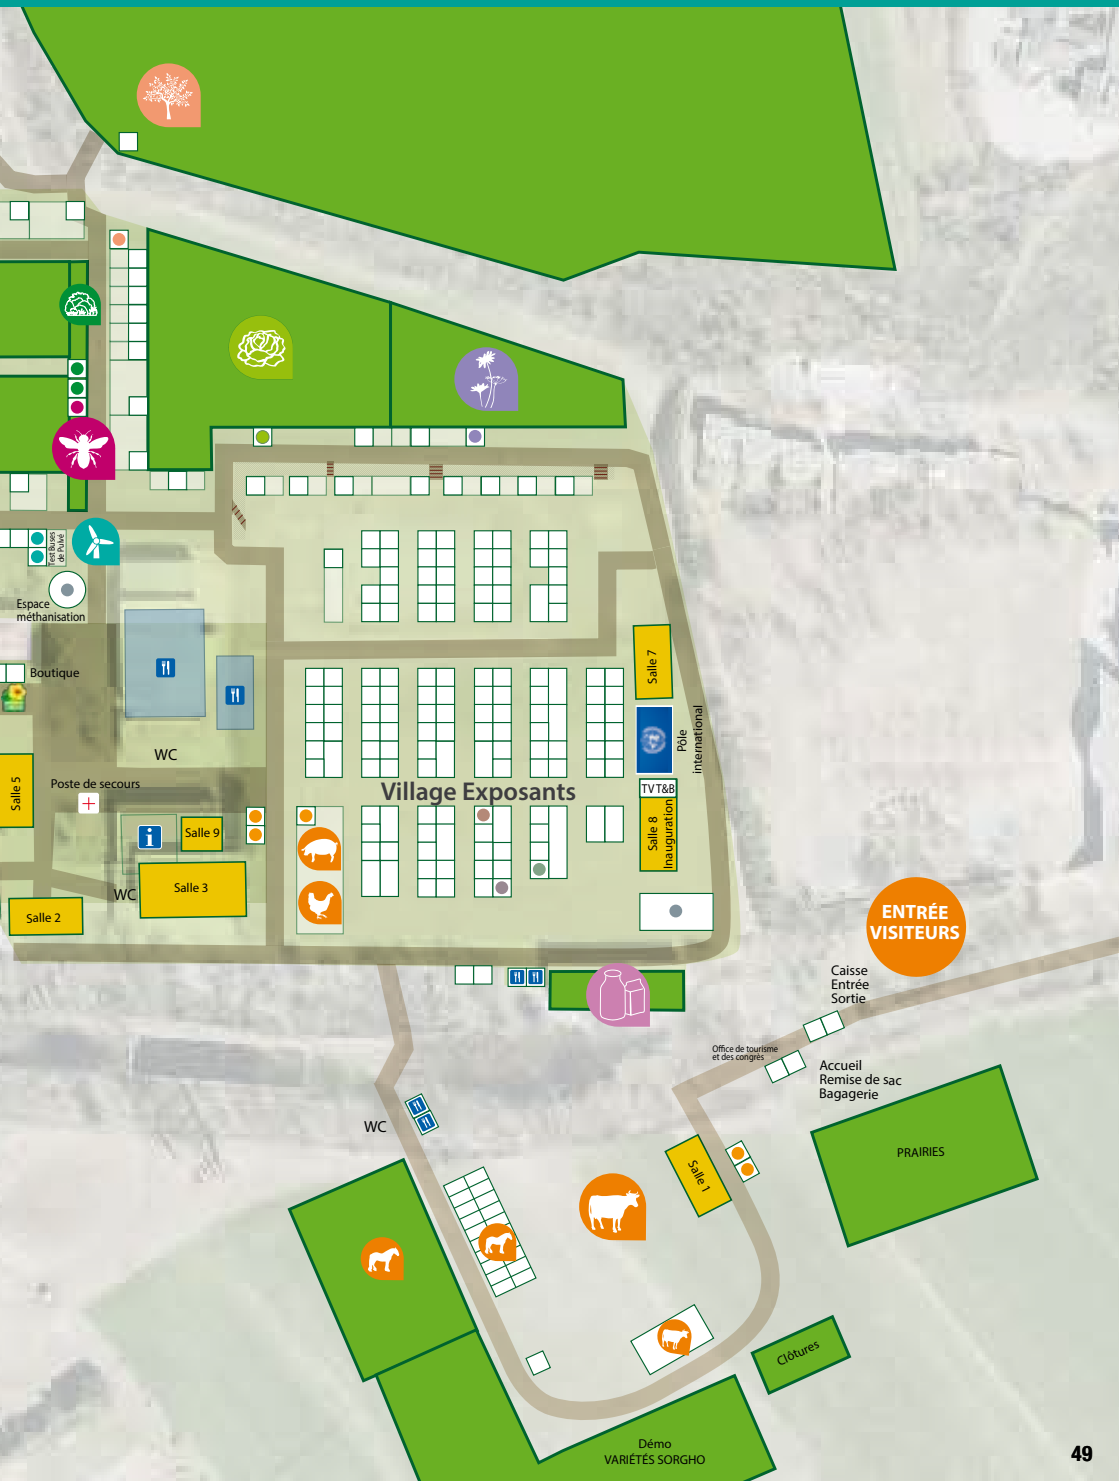 Test Buses
de Pulvé
Espace
méthanisation
Boutique
WC
Salle 7
Pôle
international
Poste de secours
Village Exposants
TV T&B
Salle 5
i
Salle 9
Salle 8
Inauguration
Salle 3
WC
Salle 2
ENTRÉE
VISITEURS
Caisse
Entrée
Sortie
Office de tourisme
et des congrès
Accueil
Remise de sac
Bagagerie
WC
Salle 1
PRAIRIES
Clôtures
Démo
VARIÉTÉS SORGHO
49